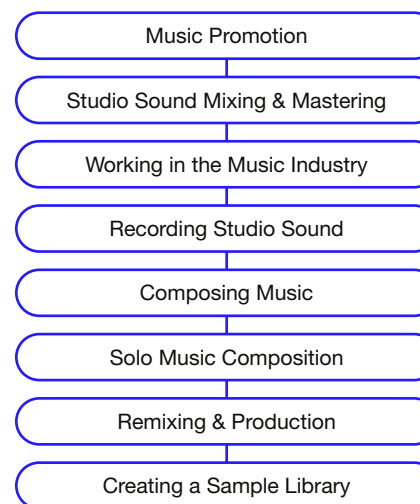 Music Promotion
Studio Sound Mixing & Mastering
Working in the Music Industry
Recording Studio Sound
Composing Music
Solo Music Composition
Remixing & Production
Creating a Sample Library